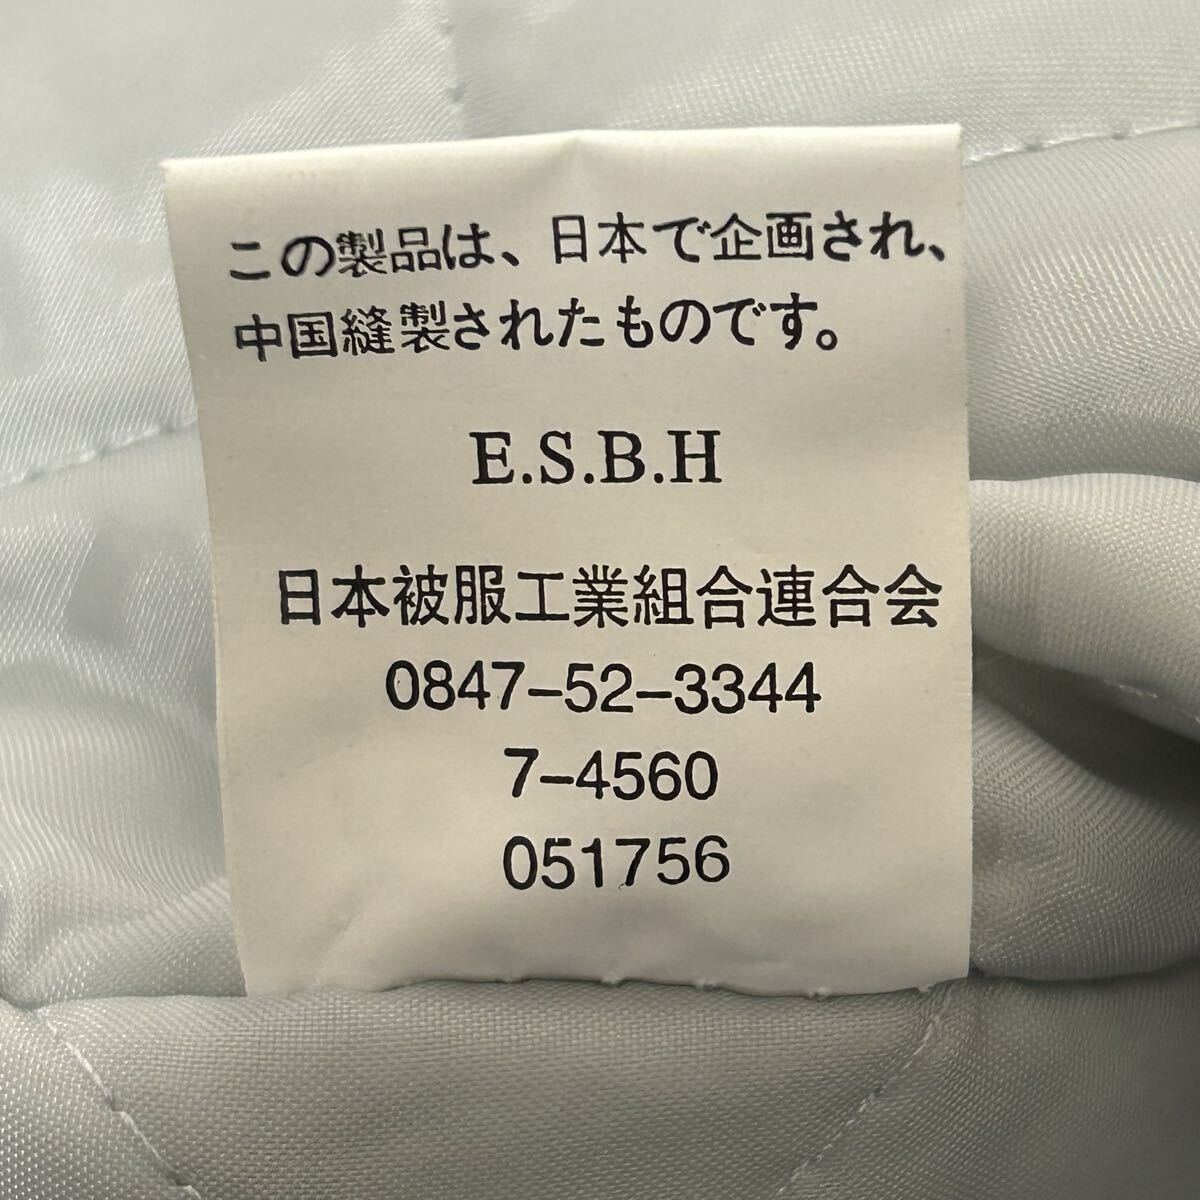 この製品は、日本で企画され、
中国縫製されたものです。
E.S.B.H
日本被服工業組合連合会
0847-52-3344
7-4560
051756